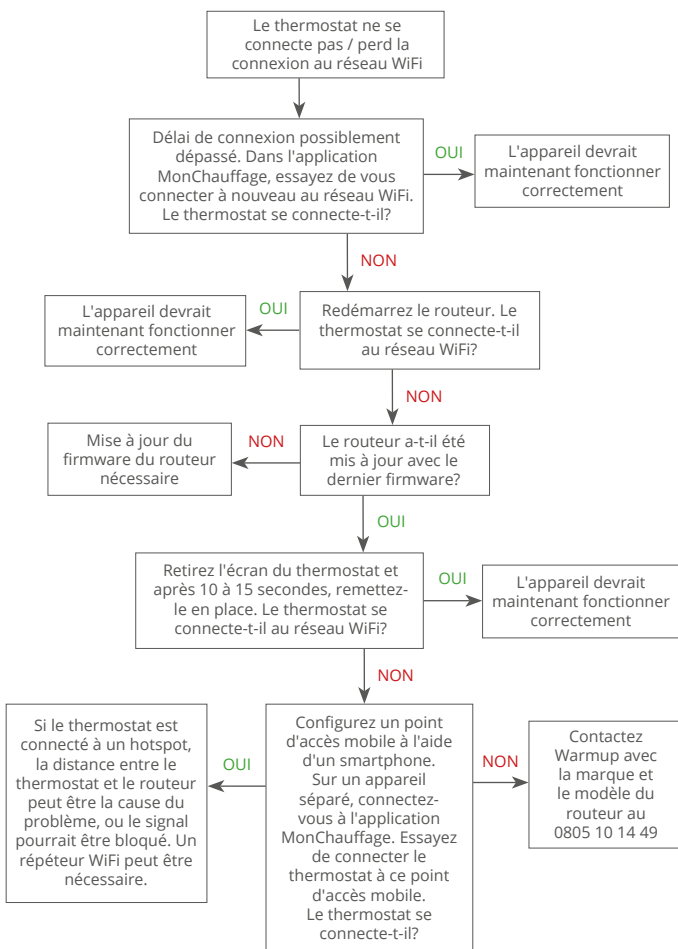 Le thermostat ne se
connecte pas / perd la
connexion au réseau WiFi
Délai de connexion possiblement
dépassé. Dans l'application
MonChauffage, essayez de vous
connecter à nouveau au réseau WiFi.
Le thermostat se connecte-t-il?
OUI
L'appareil devrait
maintenant fonctionner
correctement
NON
Redémarrez le routeur. Le
thermostat se connecte-t-il
au réseau WiFi?
OUI
L'appareil devrait
maintenant fonctionner
correctement
NON
Le routeur a-t-il été
mis à jour avec le
dernier firmware?
NON
Mise à jour du
firmware du routeur
nécessaire
OUI
Retirez l'écran du thermostat et
après 10 à 15 secondes, remettez-
le en place. Le thermostat se
connecte-t-il au réseau WiFi?
OUI
L'appareil devrait
maintenant fonctionner
correctement
NON
Configurez un point
d'accès mobile à l'aide
d'un smartphone.
Sur un appareil
séparé, connectez-
vous à l'application
MonChauffage. Essayez
de connecter le
thermostat à ce point
d'accès mobile.
Le thermostat se
connecte-t-il?
OUI
Si le thermostat est
connecté à un hotspot,
la distance entre le
thermostat et le routeur
peut être la cause du
problème, ou le signal
pourrait être bloqué. Un
répéteur WiFi peut être
nécessaire.
NON
Contactez
Warmup avec
la marque et
le modèle du
routeur au
0805 10 14 49